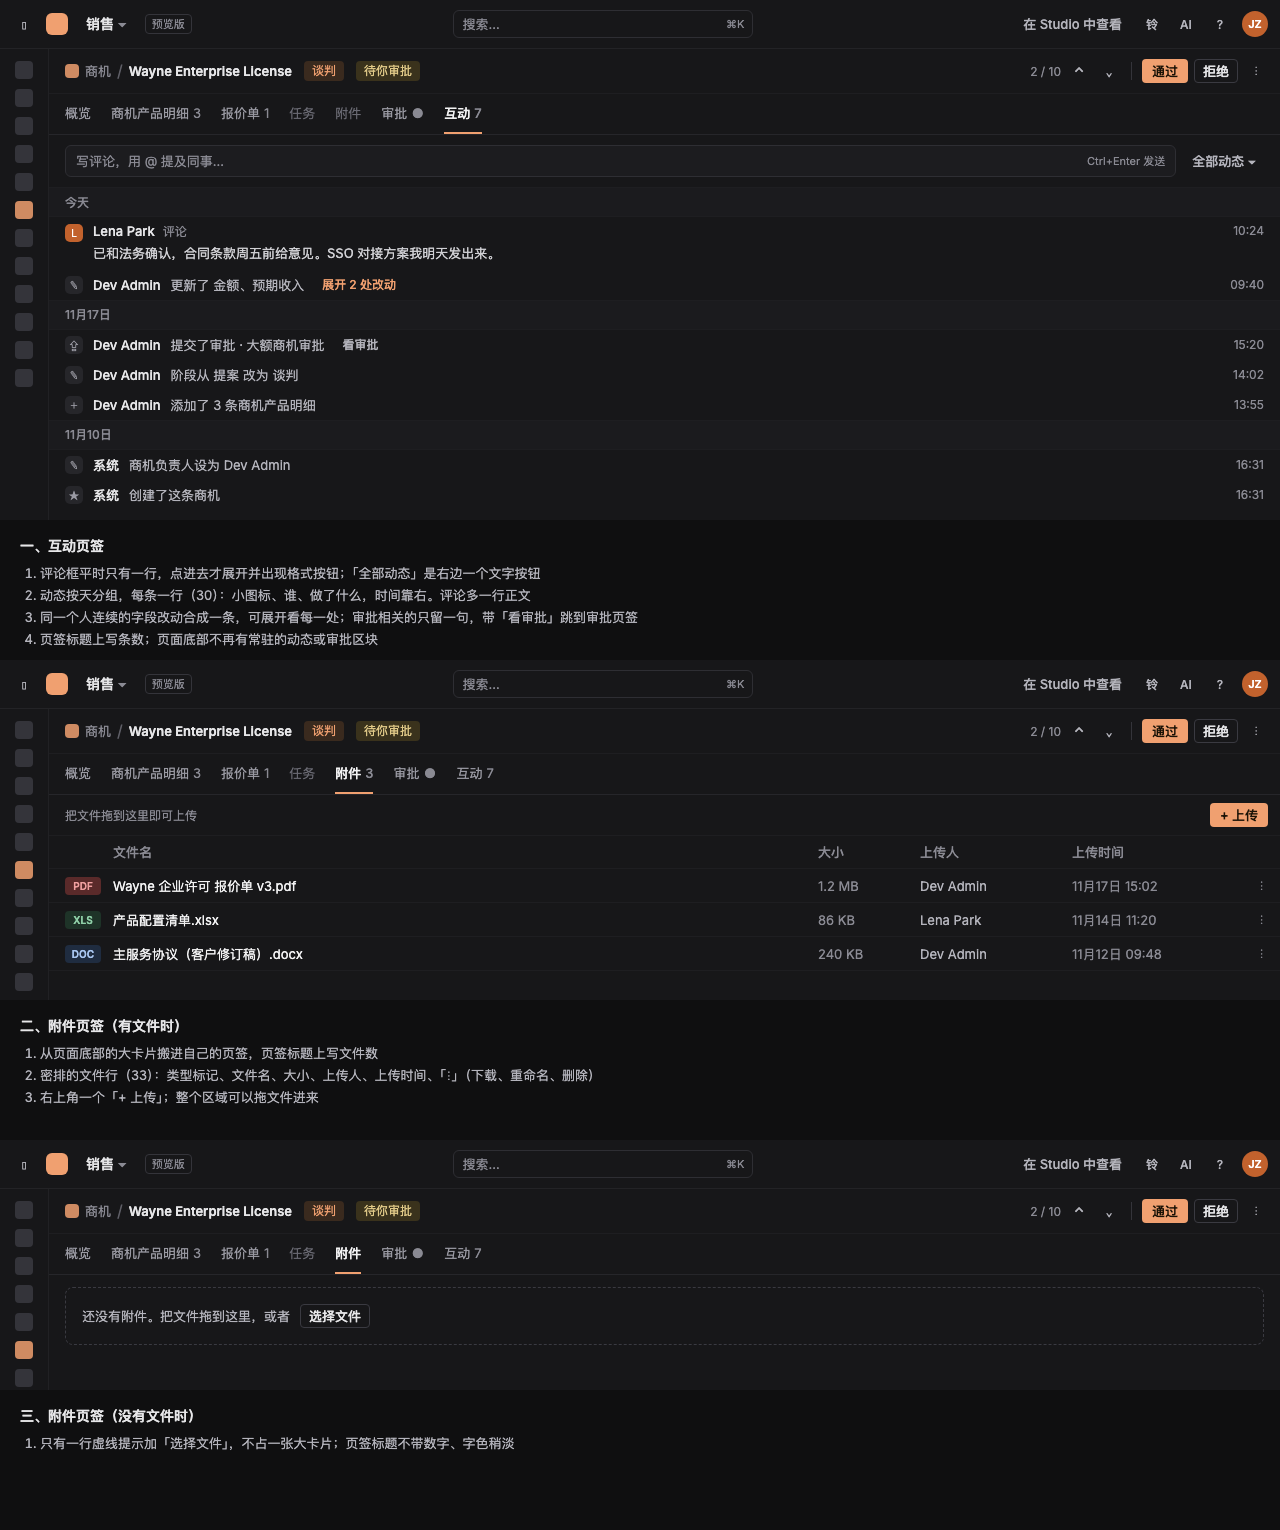 销售 预览版 搜索... ⌘K 在 Studio 中查看 铃 AI ? JZ
商机 / Wayne Enterprise License 谈判 待你审批 2 / 10 通过 拒绝 ⋮
概览 商机产品明细 3 报价单 1 任务 附件 审批 互动 7
写评论，用 @ 提及同事... Ctrl+Enter 发送 全部动态
今天
L Lena Park 评论 10:24
已和法务确认，合同条款周五前给意见。SSO 对接方案我明天发出来。
✎ Dev Admin 更新了 金额、预期收入 展开 2 处改动 09:40
11月17日
Dev Admin 提交了审批 · 大额商机审批 看审批 15:20
✎ Dev Admin 阶段从 提案 改为 谈判 14:02
+ Dev Admin 添加了 3 条商机产品明细 13:55
11月10日
✎ 系统 商机负责人设为 Dev Admin 16:31
★ 系统 创建了这条商机 16:31
一、互动页签
1. 评论框平时只有一行，点进去才展开并出现格式按钮；「全部动态」是右边一个文字按钮
2. 动态按天分组，每条一行（30）：小图标、谁、做了什么，时间靠右。评论多一行正文
3. 同一个人连续的字段改动合成一条，可展开看每一处；审批相关的只留一句，带「看审批」跳到审批页签
4. 页签标题上写条数；页面底部不再有常驻的动态或审批区块
销售 预览版 搜索... ⌘K 在 Studio 中查看 铃 AI ? JZ
商机 / Wayne Enterprise License 谈判 待你审批 2 / 10 通过 拒绝 ⋮
概览 商机产品明细 3 报价单 1 任务 附件 3 审批 互动 7
把文件拖到这里即可上传 + 上传
文件名 大小 上传人 上传时间
PDF Wayne 企业许可 报价单 v3.pdf 1.2 MB Dev Admin 11月17日 15:02 ⋮
XLS 产品配置清单.xlsx 86 KB Lena Park 11月14日 11:20 ⋮
DOC 主服务协议（客户修订稿）.docx 240 KB Dev Admin 11月12日 09:48 ⋮
二、附件页签（有文件时）
1. 从页面底部的大卡片搬进自己的页签，页签标题上写文件数
2. 密排的文件行（33）：类型标记、文件名、大小、上传人、上传时间、「⋮」（下载、重命名、删除）
3. 右上角一个「+ 上传」；整个区域可以拖文件进来
销售 预览版 搜索... ⌘K 在 Studio 中查看 铃 AI ? JZ
商机 / Wayne Enterprise License 谈判 待你审批 2 / 10 通过 拒绝 ⋮
概览 商机产品明细 3 报价单 1 任务 附件 审批 互动 7
还没有附件。把文件拖到这里，或者 选择文件
三、附件页签（没有文件时）
1. 只有一行虚线提示加「选择文件」，不占一张大卡片；页签标题不带数字、字色稍淡